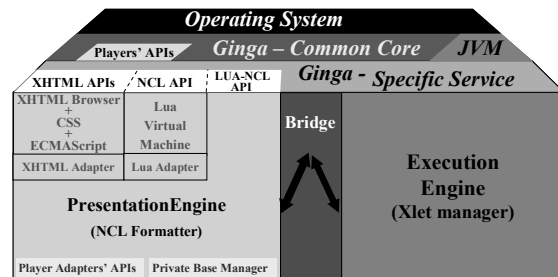 Operating System
Players' APIs
Ginga – Common Core
JVM
XHTML APIs
NCL API
LUA-NCL
API
Ginga - Specific Service
XHTML Browser
+
CSS
+
ECMAScript
Lua
Virtual
Machine
Bridge
XHTML Adapter
Lua Adapter
Execution
Engine
(Xlet manager)
PresentationEngine
(NCL Formatter)
Player Adapters' APIs
Private Base Manager